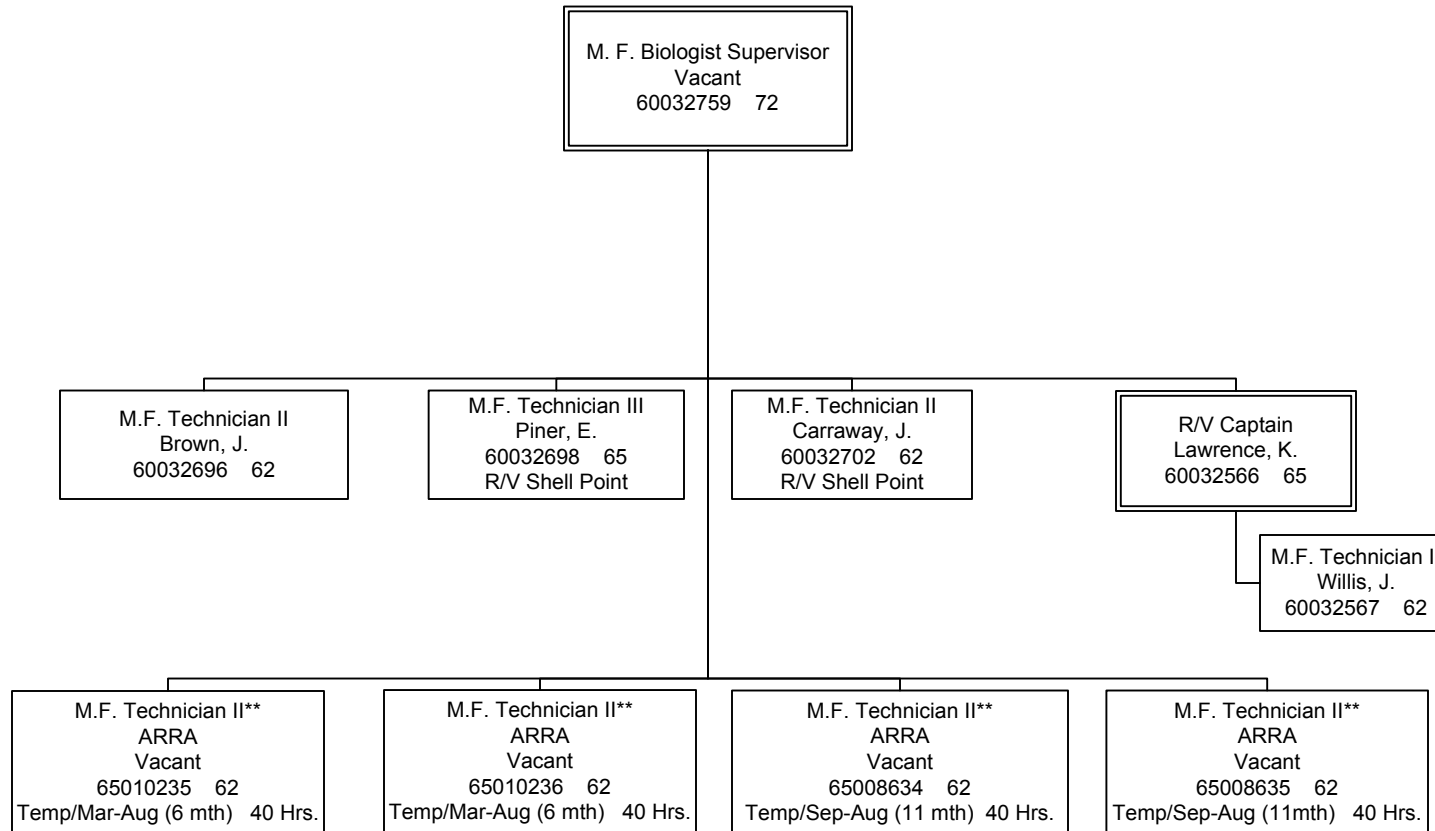 M. F. Biologist Supervisor
Vacant
60032759 72
M.F. Technician II
Brown, J.
60032696 62
M.F. Technician III
Piner, E.
60032698 65
R/V Shell Point
M.F. Technician II
Carraway, J.
60032702 62
R/V Shell Point
R/V Captain
Lawrence, K.
60032566 65
M.F. Technician I
Willis, J.
60032567 62
M.F. Technician II**
ARRA
Vacant
65010235 62
Temp/Mar-Aug (6 mth) 40 Hrs.
M.F. Technician II**
ARRA
Vacant
65010236 62
Temp/Mar-Aug (6 mth) 40 Hrs.
M.F. Technician II**
ARRA
Vacant
65008634 62
Temp/Sep-Aug (11 mth) 40 Hrs.
M.F. Technician II**
ARRA
Vacant
65008635 62
Temp/Sep-Aug (11mth) 40 Hrs.